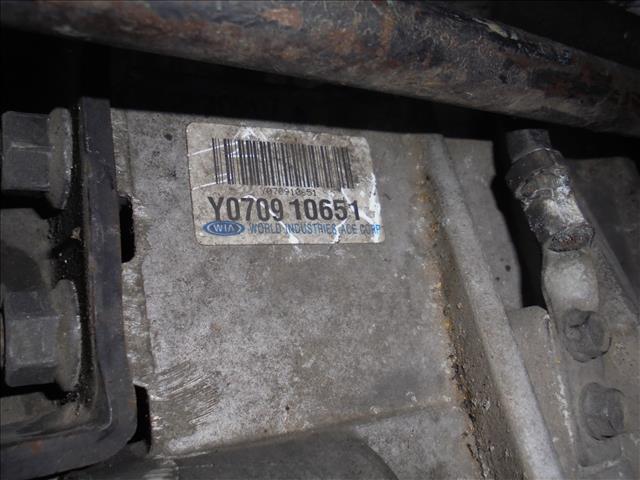 Y070910651
Y0709 10651
WIA WORLD INDUSTRIES ACE CORP